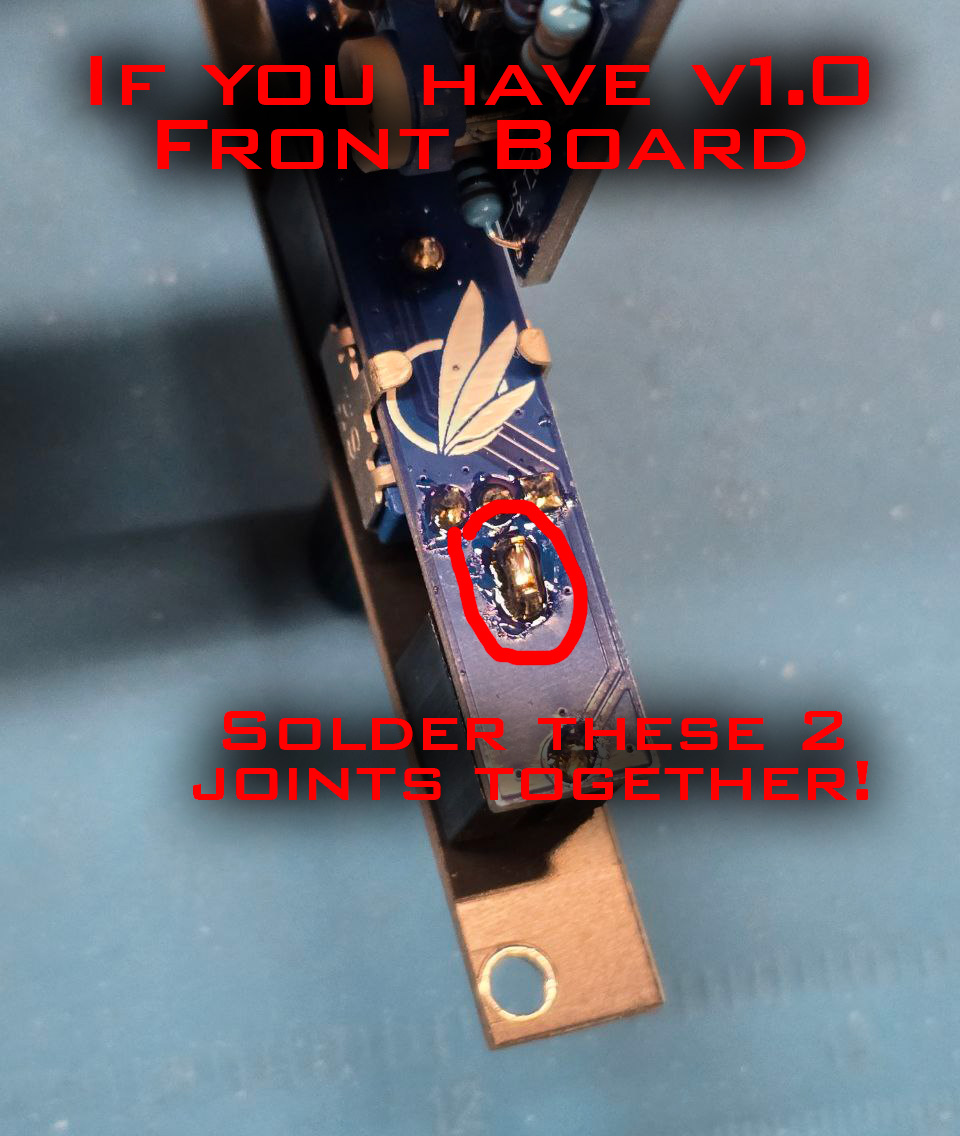 If you have v1.0
Front Board
Solder these 2
joints together!